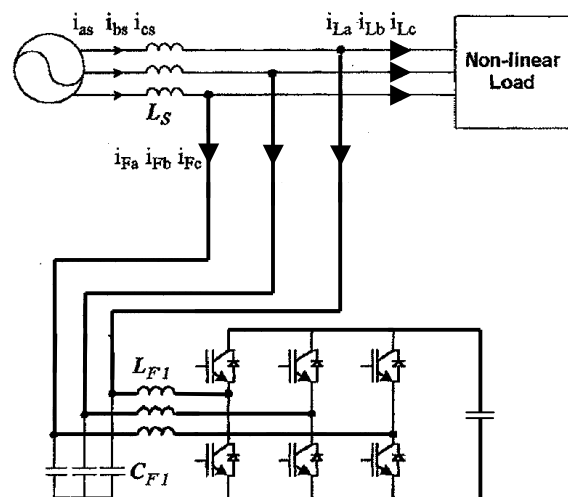 i_as i_bs i_cs
i_La i_Lb i_Lc
Non-linear
Load
L_S
i_Fa i_Fb i_Fc
L_F1
C_F1